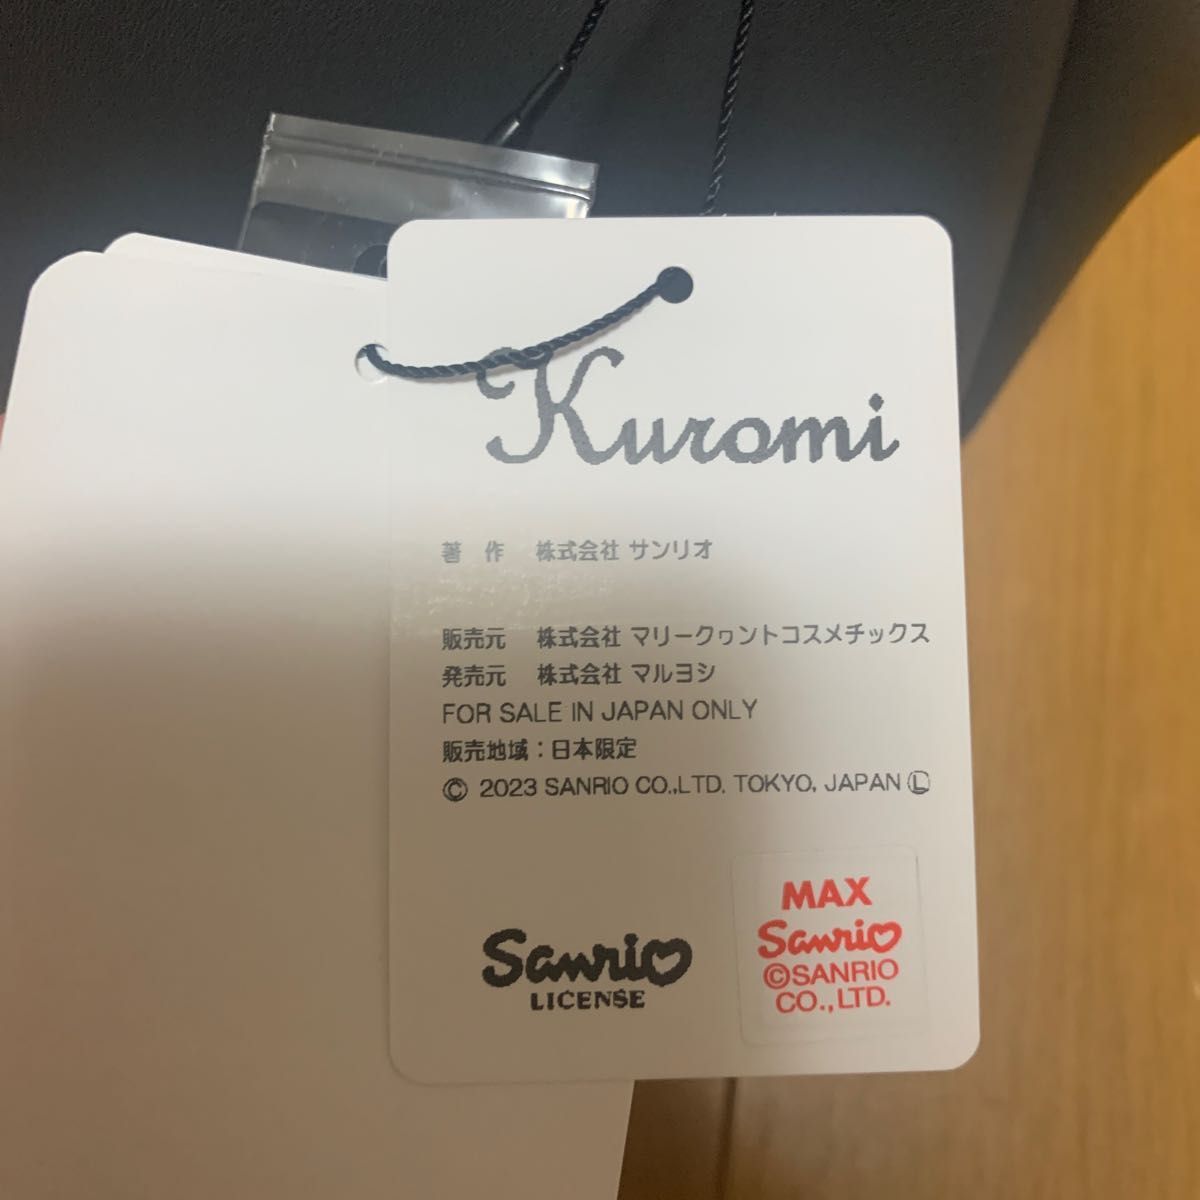 Kuromi
著 作 株式会社 サンリオ
販売元 株式会社 マリークヮントコスメチックス
発売元 株式会社 マルヨシ
FOR SALE IN JAPAN ONLY
販売地域：日本限定
© 2023 SANRIO CO.,LTD. TOKYO, JAPAN Ⓛ
Sanrio
LICENSE
MAX
Sanrio
©SANRIO
CO.,LTD.